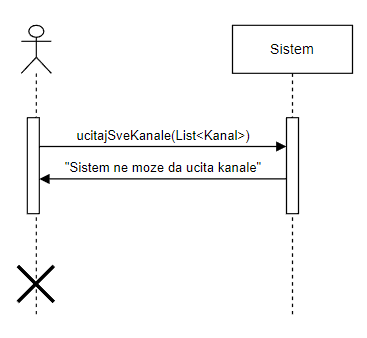 Sistem
ucitajSveKanale(List<Kanal>)
"Sistem ne moze da ucita kanale"